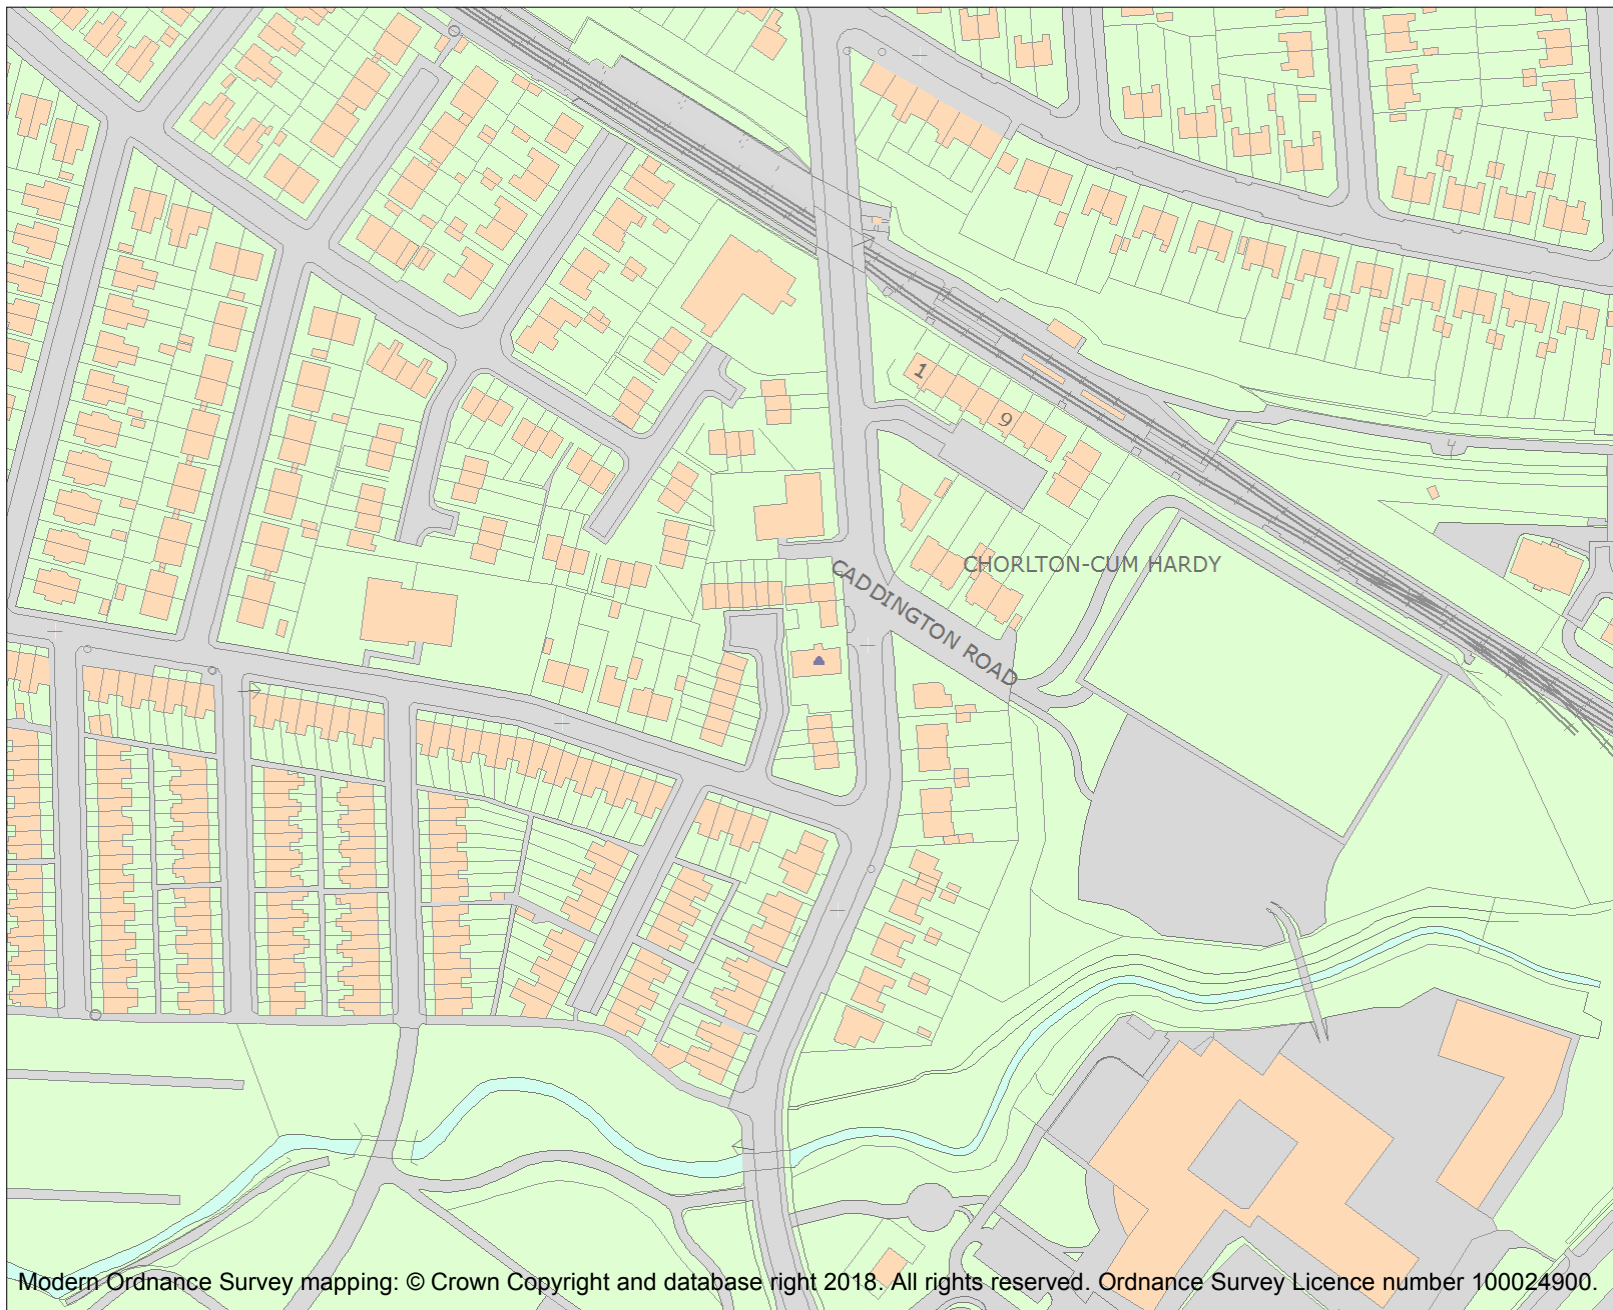 1
9
CHORLTON-CUM HARDY
CADDINGTON ROAD
Modern Ordnance Survey mapping: © Crown Copyright and database right 2018. All rights reserved. Ordnance Survey Licence number 100024900.